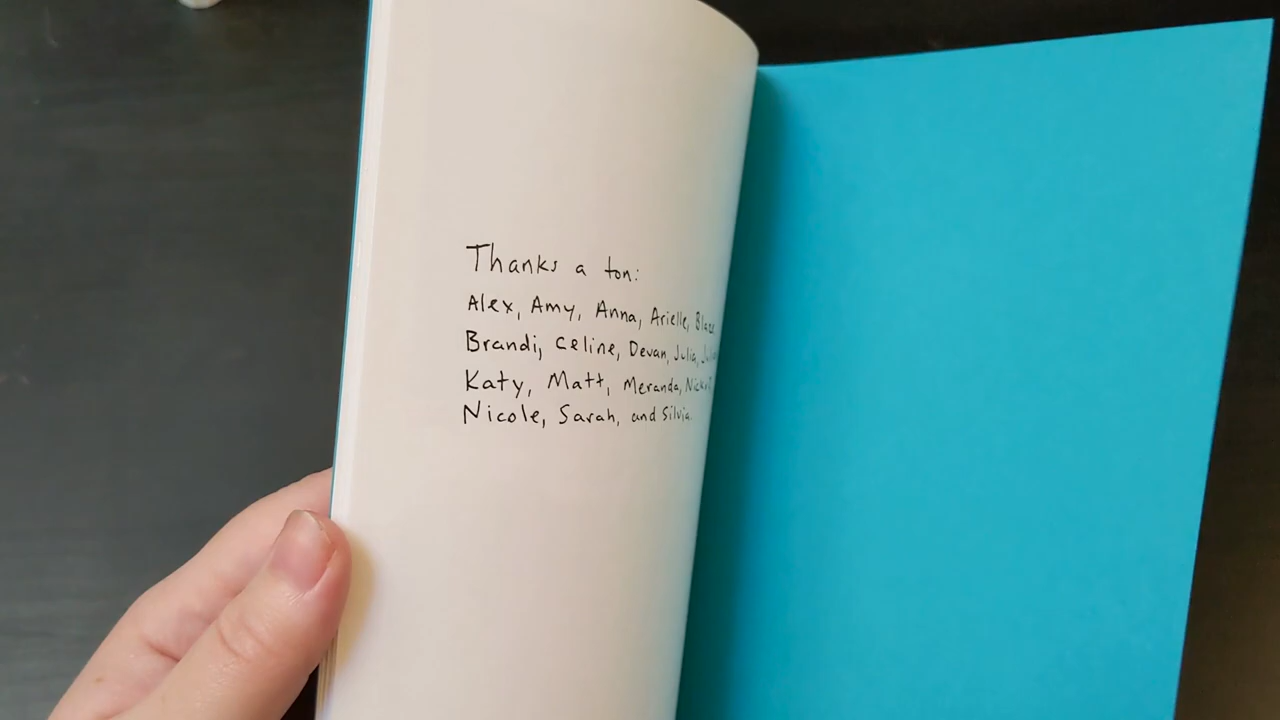 Thanks a ton:
Alex, Amy, Anna, Arielle,
Brandi, Celine, Devan, Julia,
Katy, Matt, Meranda,
Nicole, Sarah, and Silvia.